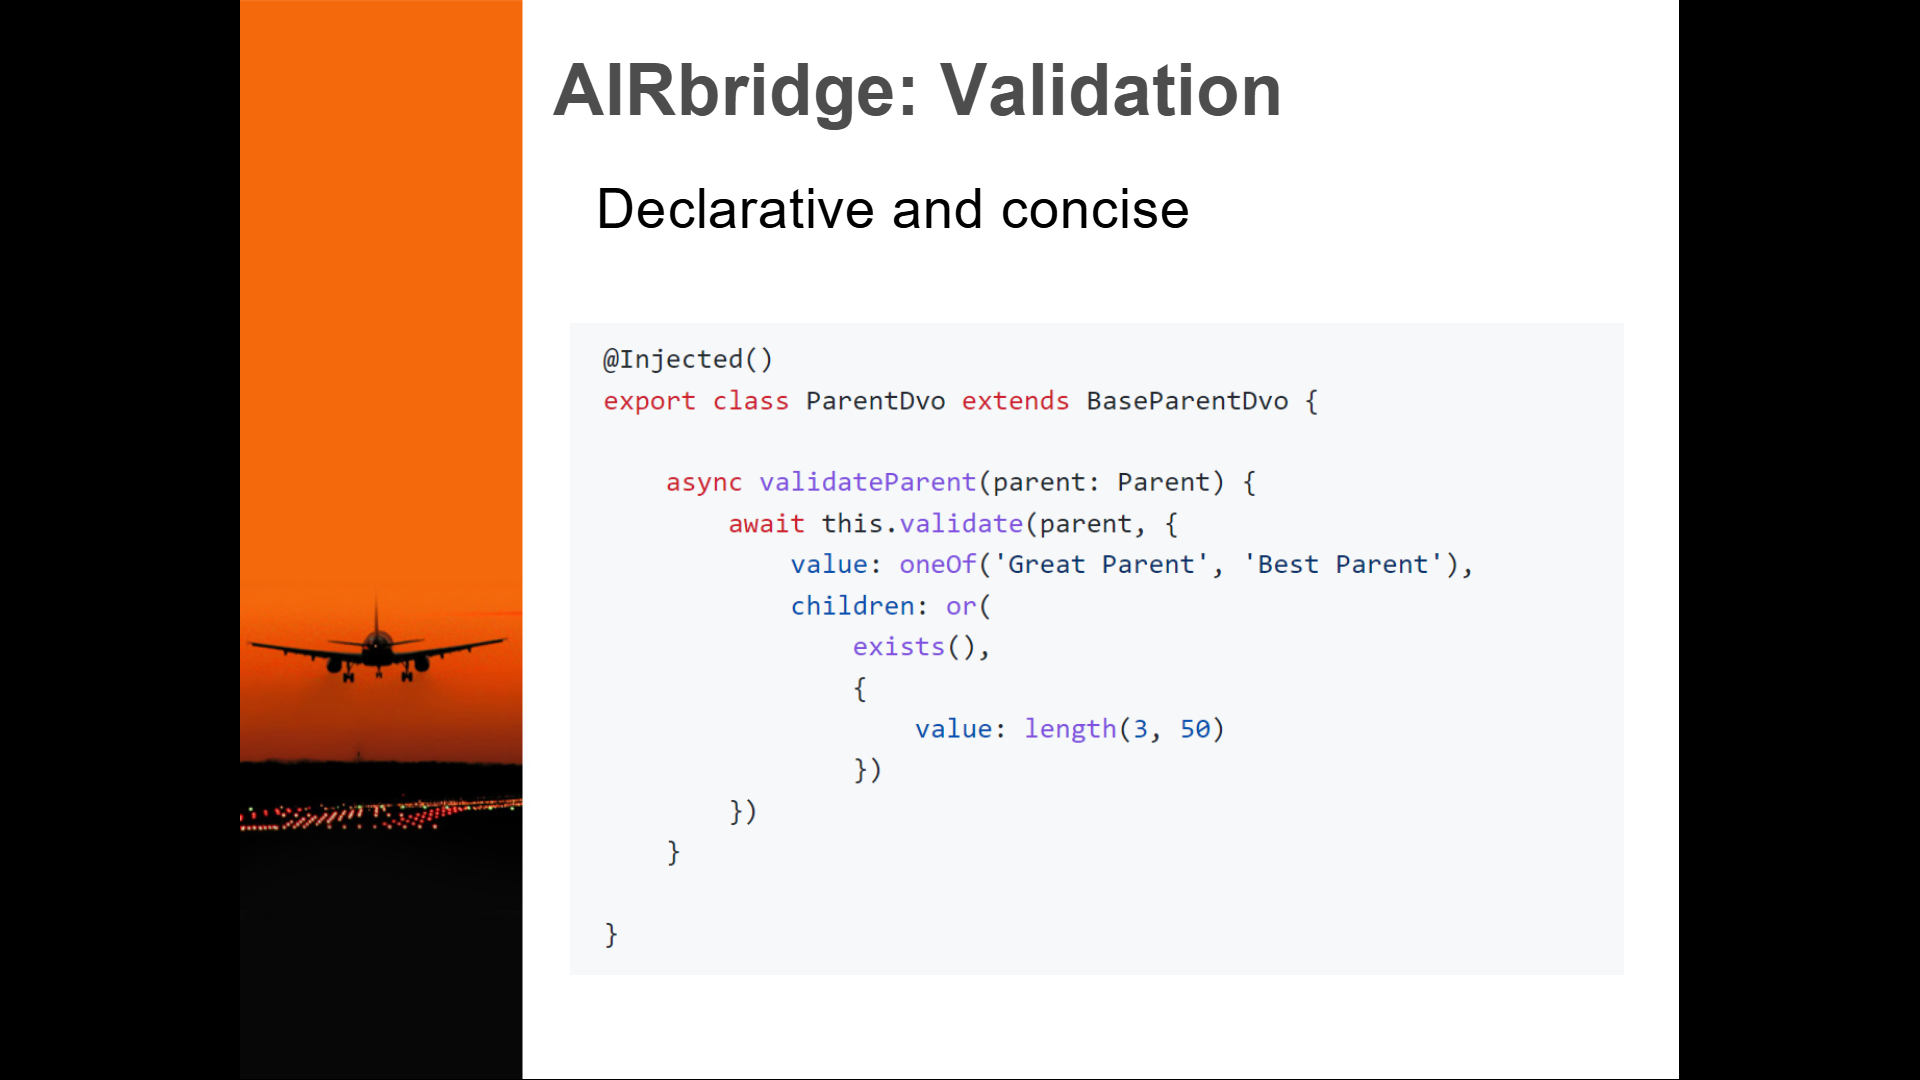 AIRbridge: Validation
Declarative and concise
@Injected()
export class ParentDvo extends BaseParentDvo {
async validateParent(parent: Parent) {
await this.validate(parent, {
value: oneOf('Great Parent', 'Best Parent'),
children: or(
exists(),
{
value: length(3, 50)
})
})
}
}